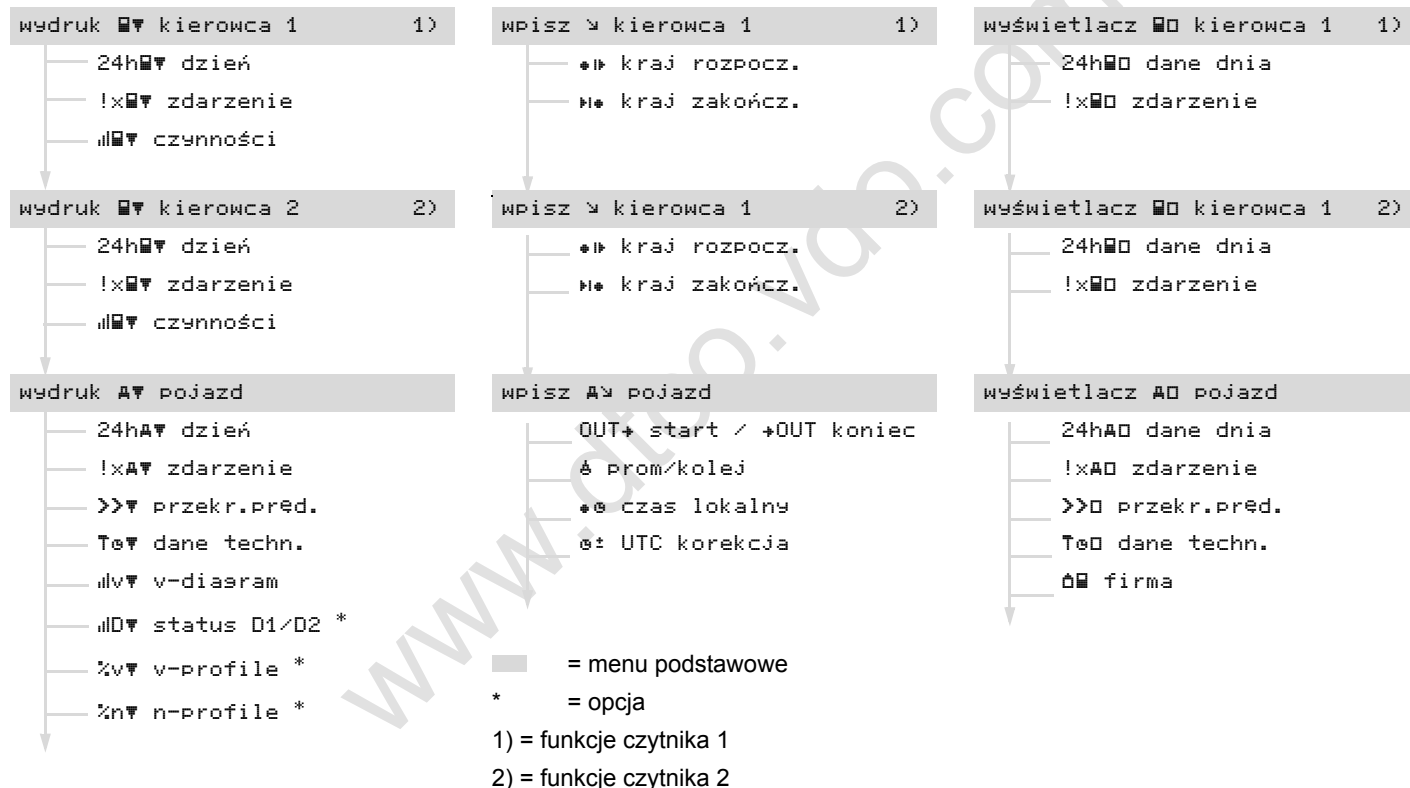 wydruk kierowca 1 1)
24h dzień
!x zdarzenie
czynności
wydruk kierowca 2 2)
24h dzień
!x zdarzenie
czynności
wydruk pojazd
24h dzień
!x zdarzenie
>> przekr.pręd.
T dane techn.
v v-diagram
D status D1/D2 *
%v v-profile *
%n n-profile *
wpisz kierowca 1 1)
kraj rozpocz.
kraj zakończ.
wpisz kierowca 1 2)
kraj rozpocz.
kraj zakończ.
wpisz pojazd
OUT+ start / +OUT koniec
prom/kolej
czas lokalny
UTC korekcja
= menu podstawowe
* = opcja
1) = funkcje czytnika 1
2) = funkcje czytnika 2
wyświetlacz kierowca 1 1)
24h dane dnia
!x zdarzenie
wyświetlacz kierowca 1 2)
24h dane dnia
!x zdarzenie
wyświetlacz pojazd
24h dane dnia
!x zdarzenie
>> przekr.pręd.
T dane techn.
firma
www.dtco.vdo.com